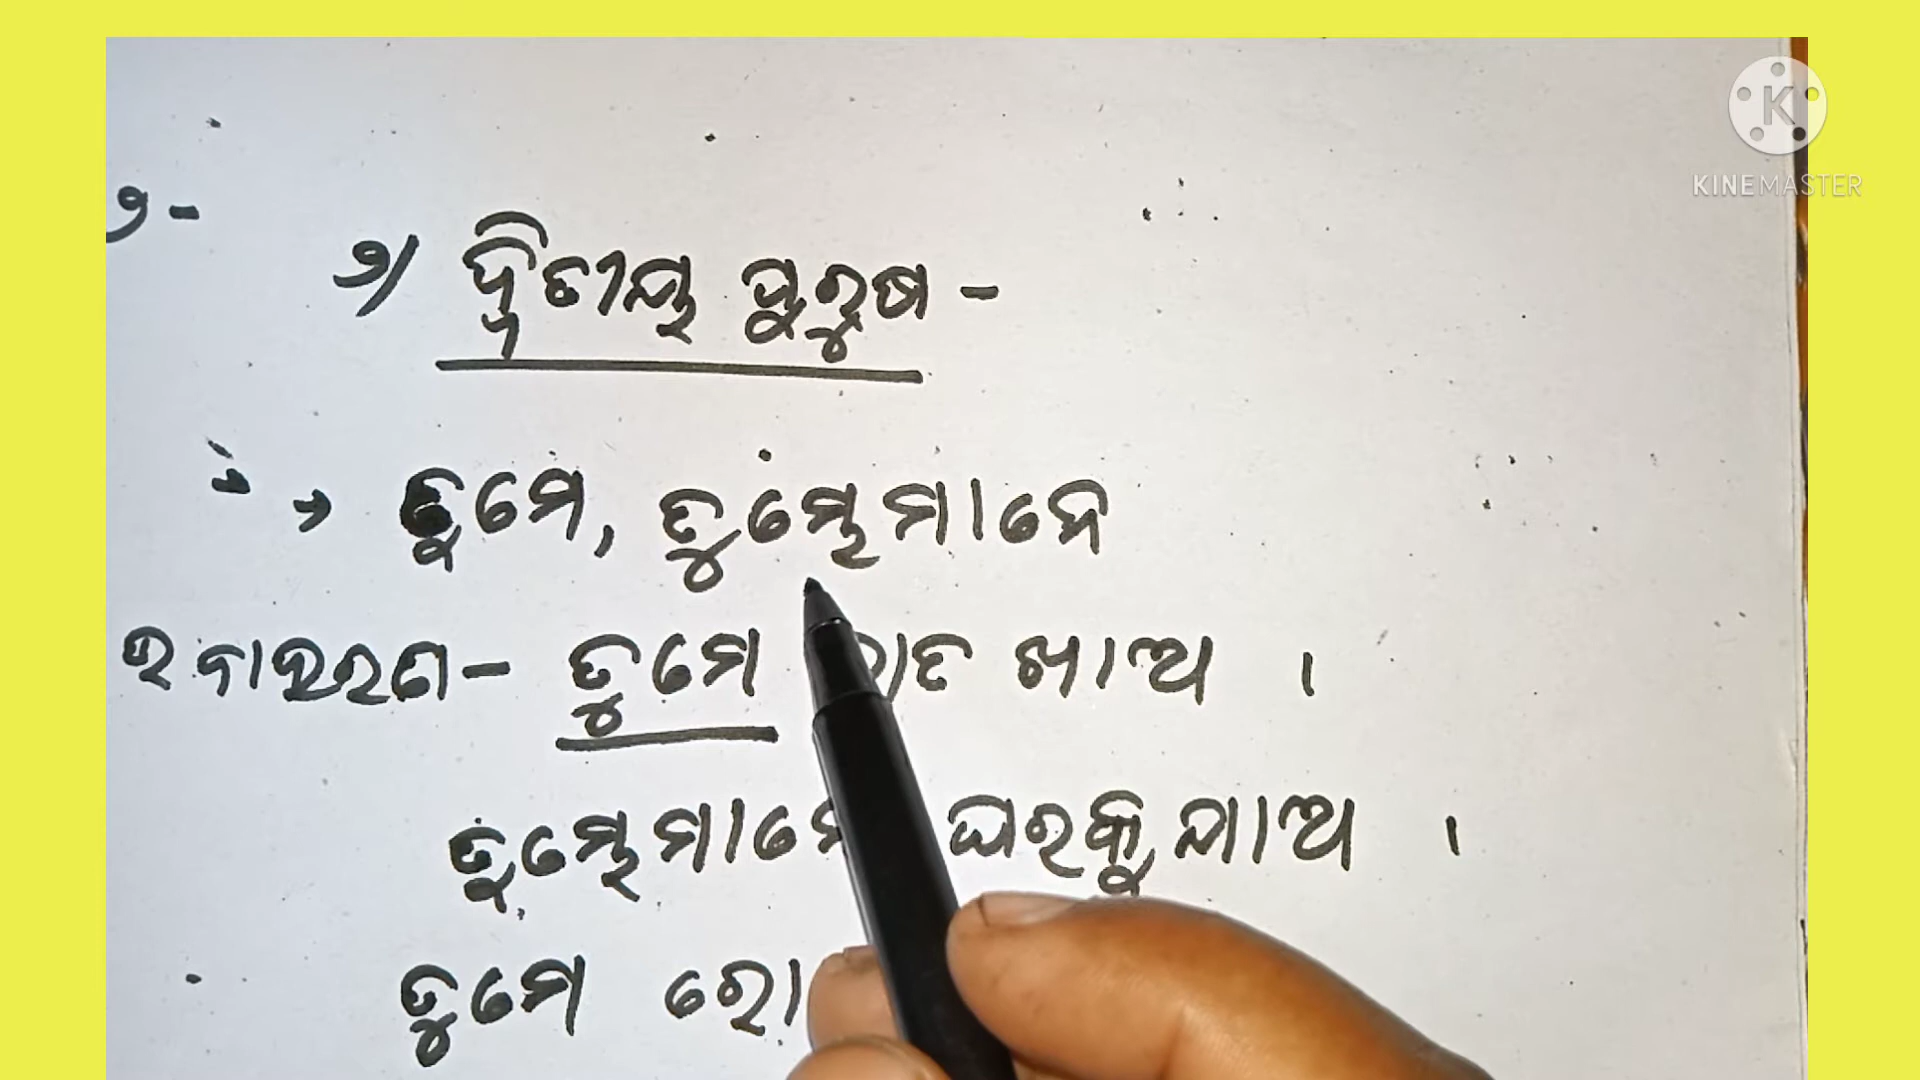 ୨-
୨/ ଦ୍ୱିତୀୟ ପୁରୁଷ -
→ ତୁମେ, ତୁମ୍ଭେମାନେ
ଉଦାହରଣ- ତୁମେ ଭାତ ଖାଅ ।
ତୁମ୍ଭେମାନେ ଘରକୁ ଯାଅ ।
ତୁମେ
KINEMASTER